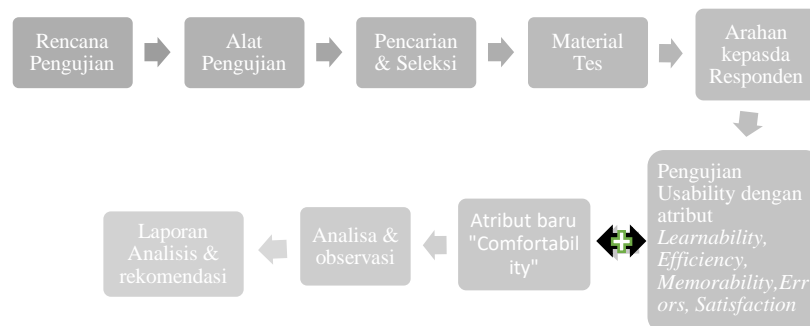 Rencana
Pengujian
Alat
Pengujian
Pencarian
& Seleksi
Material
Tes
Arahan
kepasda
Responden
Pengujian
Usability dengan
atribut
Learnability,
Efficiency,
Memorability,Err
ors, Satisfaction
Atribut baru
"Comfortabil
ity"
Analisa &
observasi
Laporan
Analisis &
rekomendasi